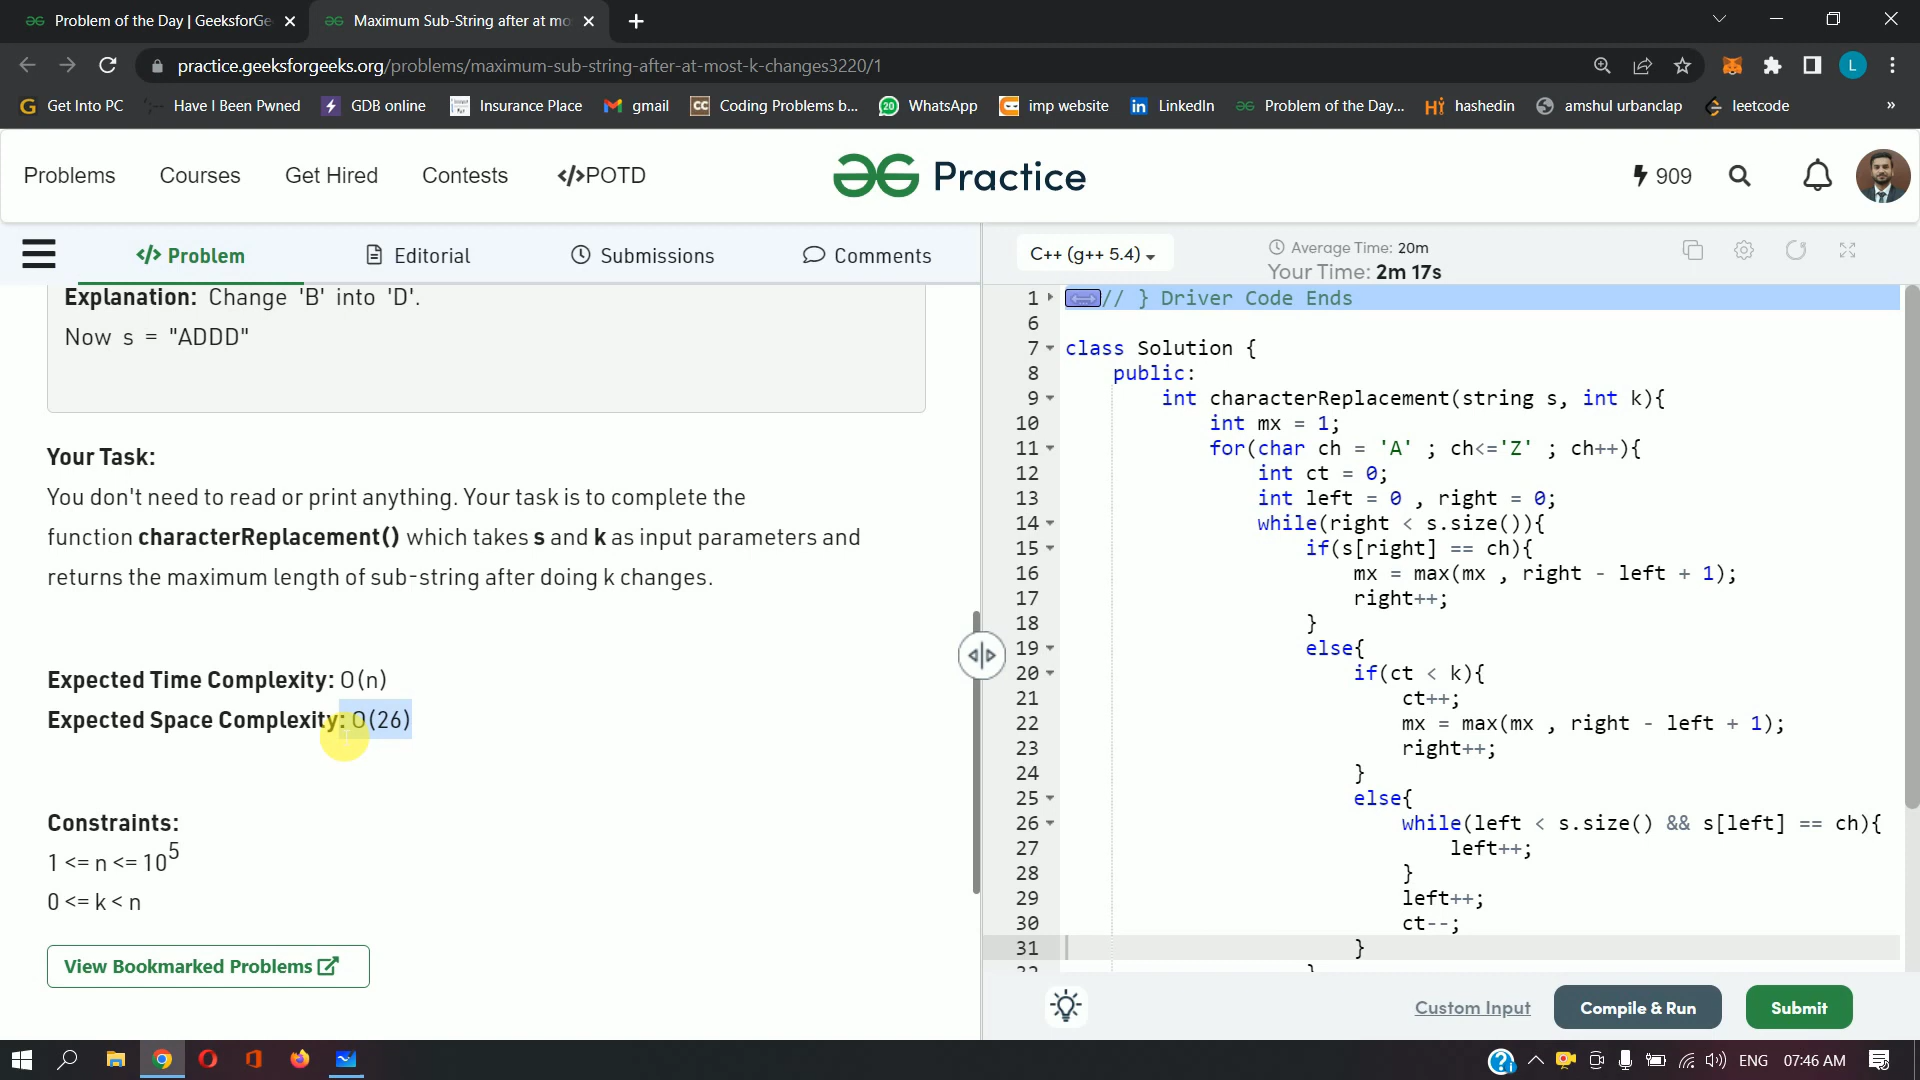 Problem of the Day | GeeksforGe
Maximum Sub-String after at mo
practice.geeksforgeeks.org/problems/maximum-sub-string-after-at-most-k-changes3220/1
L
Get Into PC
Have I Been Pwned
GDB online
Insurance Place
gmail
Coding Problems b...
WhatsApp
imp website
LinkedIn
Problem of the Day...
hashedin
amshul urbanclap
leetcode
»
Problems
Courses
Get Hired
Contests
</>POTD
Practice
909
</> Problem
Editorial
Submissions
Comments
Explanation: Change 'B' into 'D'.
Now s = "ADDD"
Your Task:
You don't need to read or print anything. Your task is to complete the
function characterReplacement() which takes s and k as input parameters and
returns the maximum length of sub-string after doing k changes.
Expected Time Complexity: O(n)
Expected Space Complexity: O(26)
Constraints:
1 <= n <= 10^5
0 <= k < n
View Bookmarked Problems
C++ (g++ 5.4)
Average Time: 20m
Your Time: 2m 17s
1 // } Driver Code Ends
6
7 class Solution {
8 public:
9 int characterReplacement(string s, int k){
10 int mx = 1;
11 for(char ch = 'A' ; ch<='Z' ; ch++){
12 int ct = 0;
13 int left = 0 , right = 0;
14 while(right < s.size()){
15 if(s[right] == ch){
16 mx = max(mx , right - left + 1);
17 right++;
18 }
19 else{
20 if(ct < k){
21 ct++;
22 mx = max(mx , right - left + 1);
23 right++;
24 }
25 else{
26 while(left < s.size() && s[left] == ch){
27 left++;
28 }
29 left++;
30 ct--;
31 }
32 }
Custom Input
Compile & Run
Submit
ENG
07:46 AM